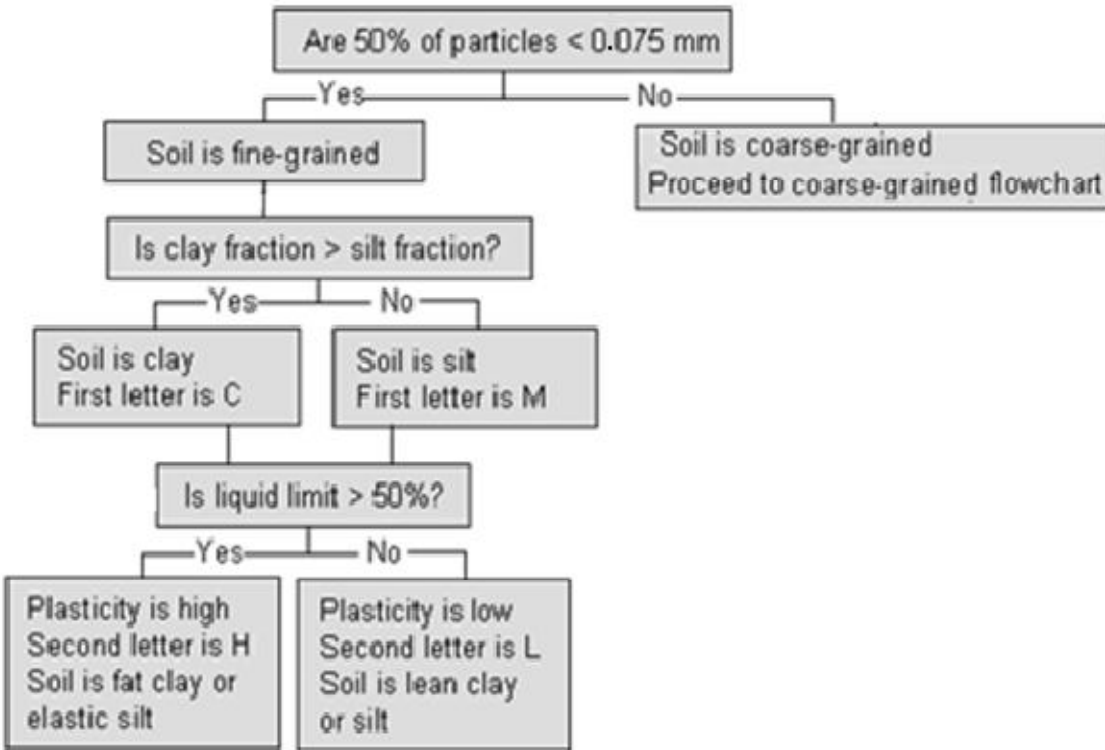 Are 50% of particles < 0.075 mm
Yes
No
Soil is fine-grained
Soil is coarse-grained
Proceed to coarse-grained flowchart
Is clay fraction > silt fraction?
Yes
No
Soil is clay
First letter is C
Soil is silt
First letter is M
Is liquid limit > 50%?
Yes
No
Plasticity is high
Second letter is H
Soil is fat clay or
elastic silt
Plasticity is low
Second letter is L
Soil is lean clay
or silt